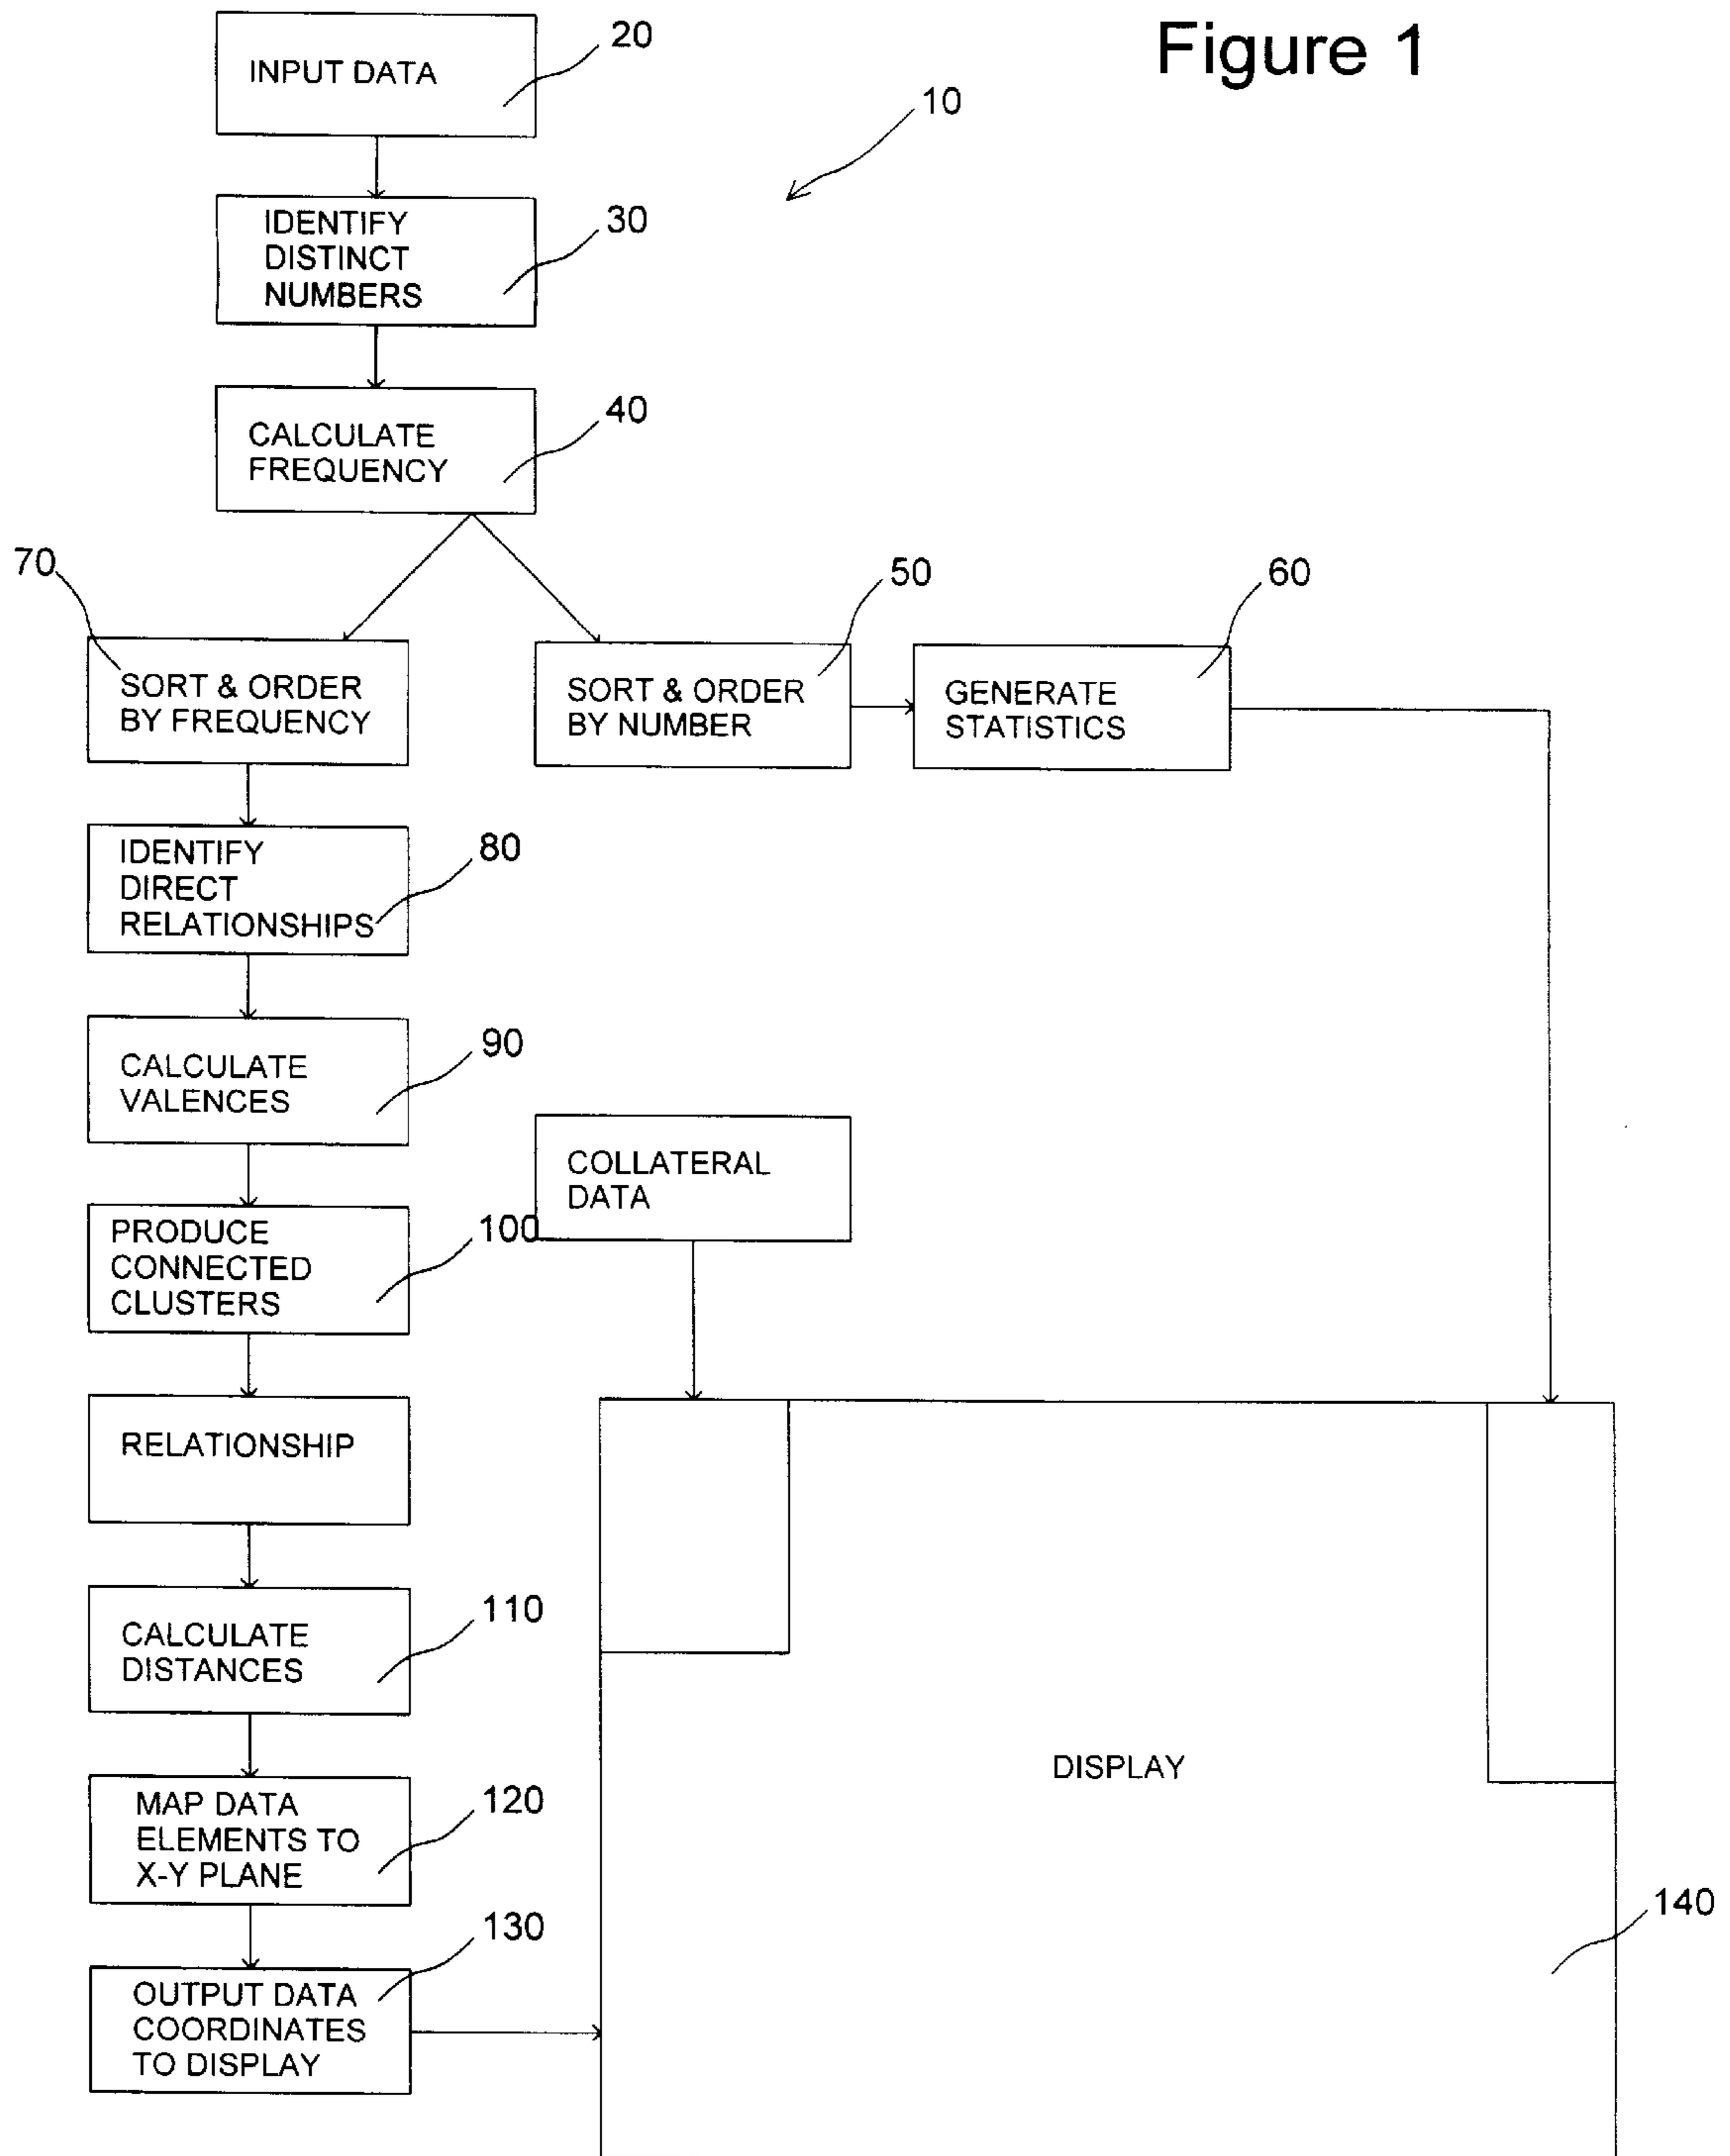 Figure 1
20
INPUT DATA
10
30
IDENTIFY
DISTINCT
NUMBERS
40
CALCULATE
FREQUENCY
70
50
60
SORT & ORDER
BY FREQUENCY
SORT & ORDER
BY NUMBER
GENERATE
STATISTICS
80
IDENTIFY
DIRECT
RELATIONSHIPS
90
CALCULATE
VALENCES
COLLATERAL
DATA
100
PRODUCE
CONNECTED
CLUSTERS
RELATIONSHIP
110
CALCULATE
DISTANCES
DISPLAY
120
MAP DATA
ELEMENTS TO
X-Y PLANE
140
130
OUTPUT DATA
COORDINATES
TO DISPLAY